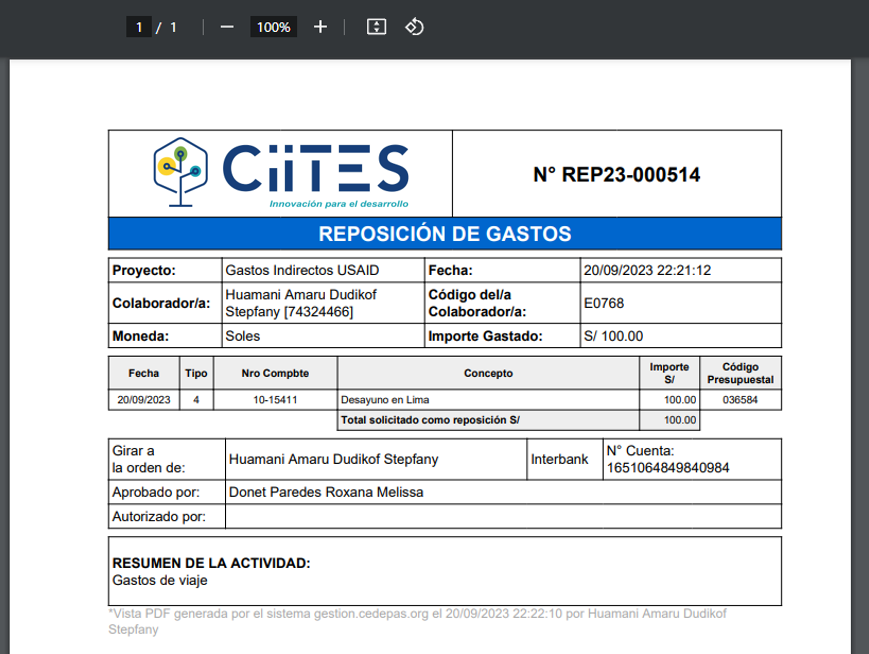 1 / 1 100%
CiiTES
Innovación para el desarrollo
N° REP23-000514
REPOSICIÓN DE GASTOS
Proyecto: Gastos Indirectos USAID Fecha: 20/09/2023 22:21:12
Colaborador/a: Huamani Amaru Dudikof
Stepfany [74324466]
Código del/a
Colaborador/a: E0768
Moneda: Soles Importe Gastado: S/ 100.00
Fecha Tipo Nro Compbte Concepto Importe
S/ Código
Presupuestal
20/09/2023 4 10-15411 Desayuno en Lima 100.00 036584
Total solicitado como reposición S/ 100.00
Girar a
la orden de: Huamani Amaru Dudikof Stepfany Interbank N° Cuenta:
1651064849840984
Aprobado por: Donet Paredes Roxana Melissa
Autorizado por:
RESUMEN DE LA ACTIVIDAD:
Gastos de viaje
*Vista PDF generada por el sistema gestion.cedepas.org el 20/09/2023 22:22:10 por Huamani Amaru Dudikof
Stepfany